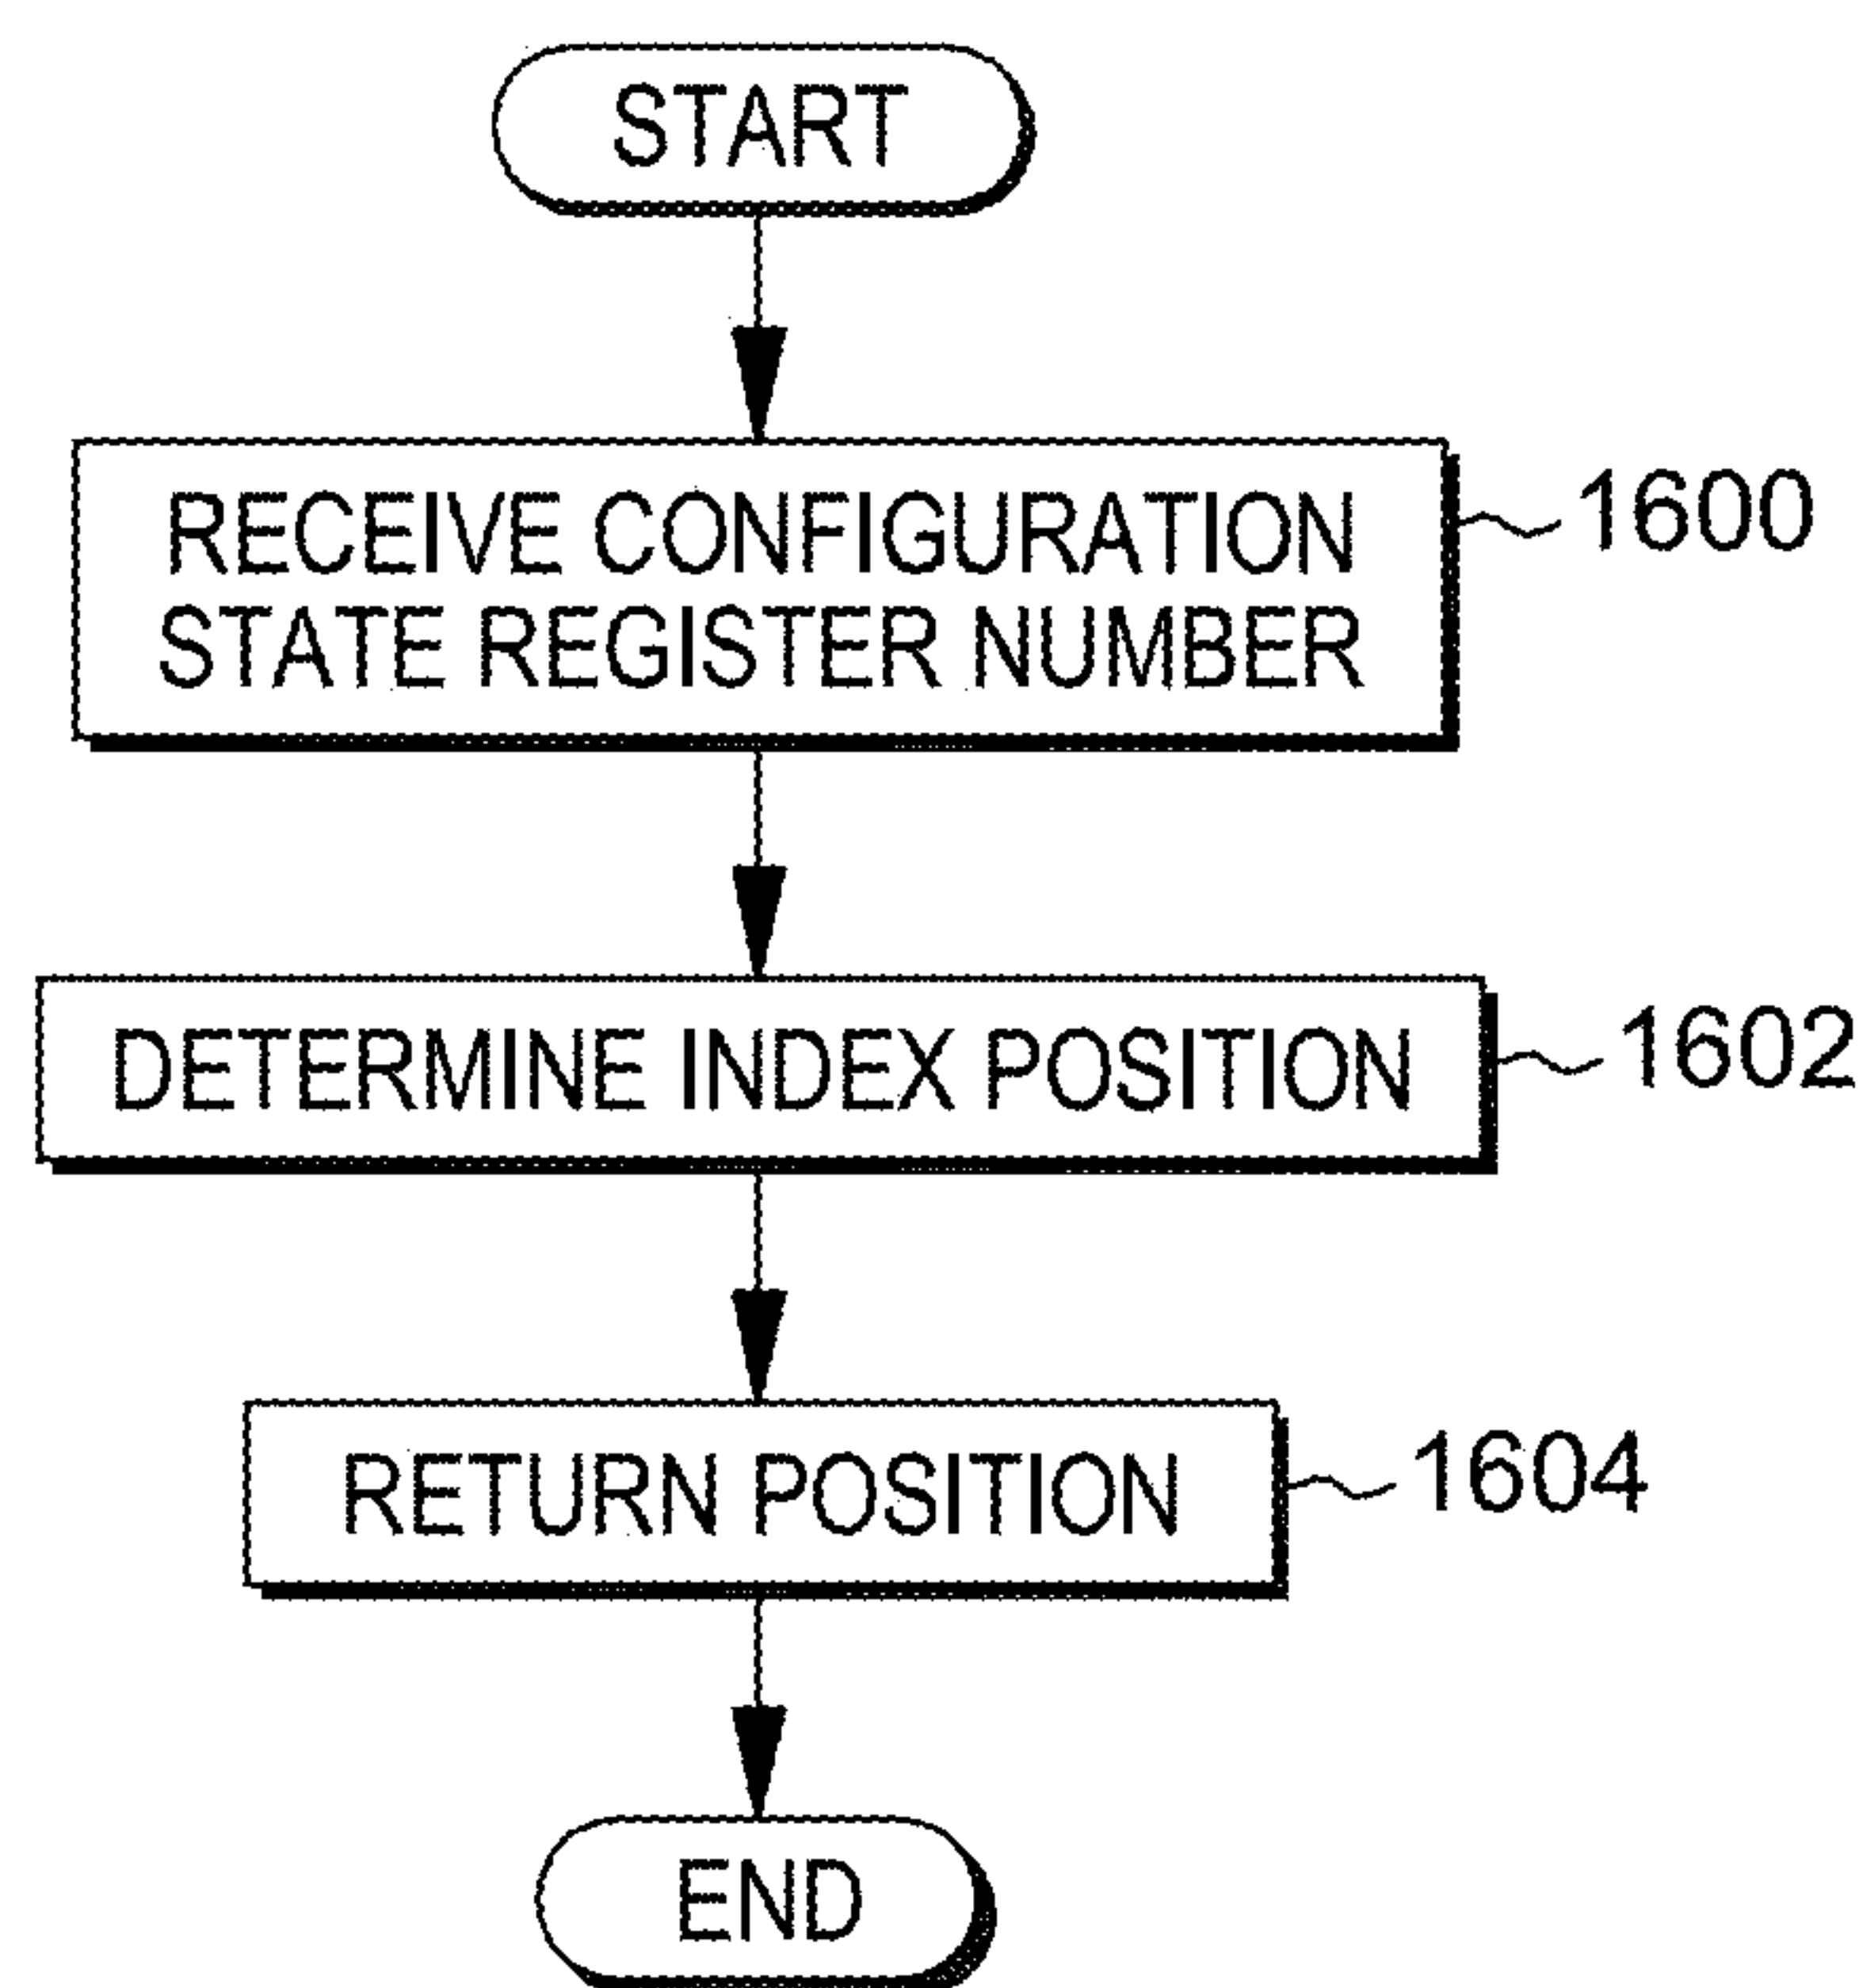 START
RECEIVE CONFIGURATION
STATE REGISTER NUMBER
1600
DETERMINE INDEX POSITION
1602
RETURN POSITION
1604
END